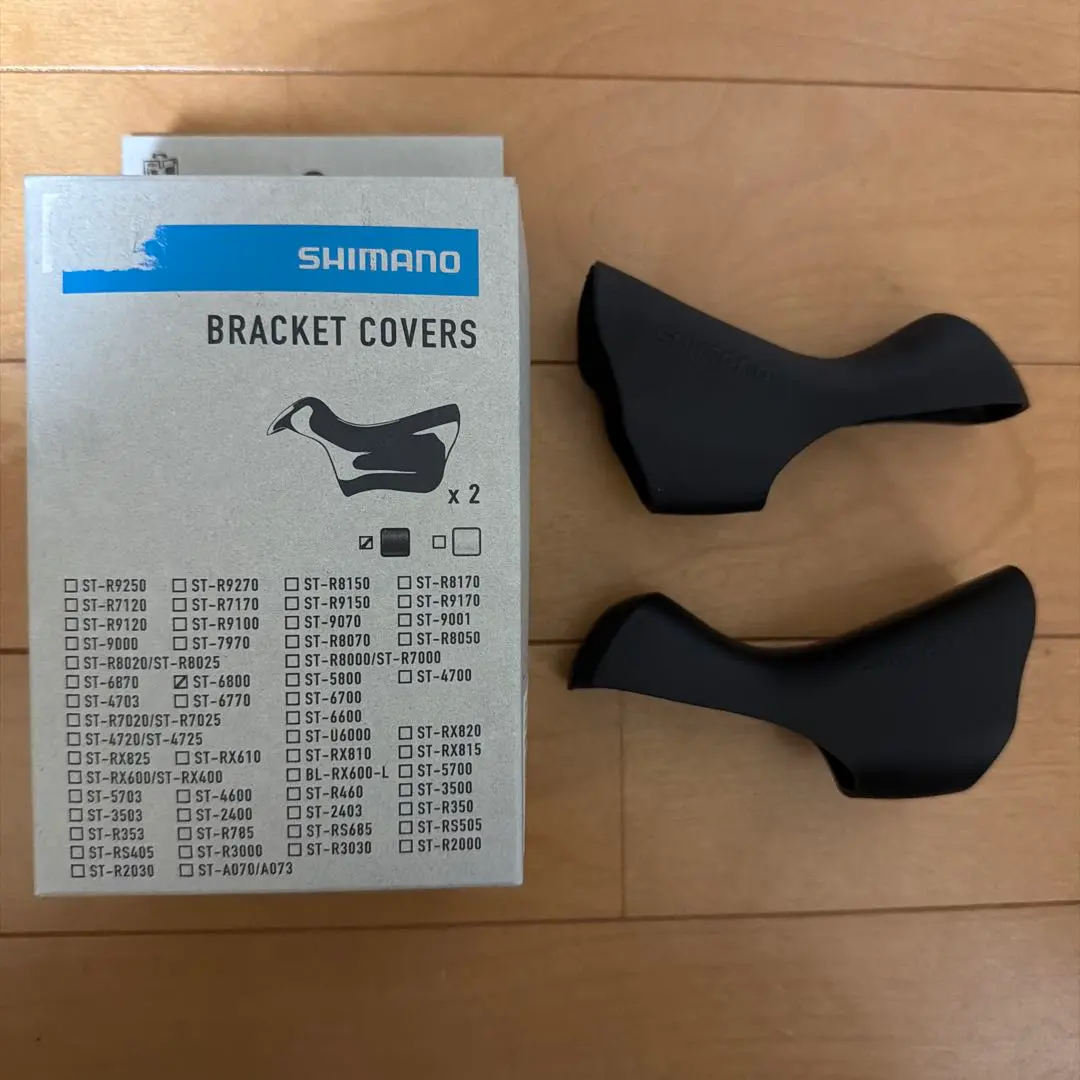 SHIMANO
BRACKET COVERS
x 2
ST-R9250 ST-R9270 ST-R8150 ST-R8170
ST-R7120 ST-R7170 ST-R9150 ST-R9170
ST-R9120 ST-R9100 ST-9070 ST-9001
ST-9000 ST-7970 ST-R8070 ST-R8050
ST-R8020/ST-R8025 ST-R8000/ST-R7000
ST-6870 ST-6800 ST-5800 ST-4700
ST-4703 ST-6770 ST-6700
ST-R7020/ST-R7025 ST-6600
ST-4720/ST-4725 ST-U6000 ST-RX820
ST-RX825 ST-RX610 ST-RX810 ST-RX815
ST-RX600/ST-RX400 BL-RX600-L ST-5700
ST-5703 ST-4600 ST-R460 ST-3500
ST-3503 ST-2400 ST-2403 ST-R350
ST-R353 ST-R785 ST-RS685 ST-RS505
ST-RS405 ST-R3000 ST-R3030 ST-R2000
ST-R2030 ST-A070/A073
SHIMANO